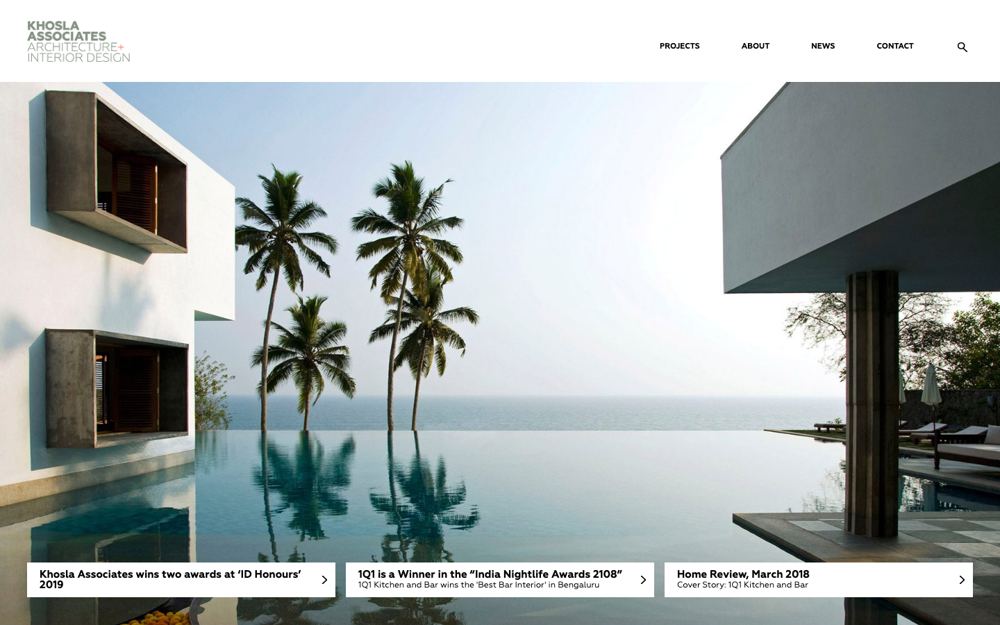 KHOSLA
ASSOCIATES
ARCHITECTURE+
INTERIOR DESIGN
PROJECTS
ABOUT
NEWS
CONTACT
Khosla Associates wins two awards at ‘ID Honours’
2019
1Q1 is a Winner in the “India Nightlife Awards 2108”
1Q1 Kitchen and Bar wins the 'Best Bar Interior' in Bengaluru
Home Review, March 2018
Cover Story: 1Q1 Kitchen and Bar